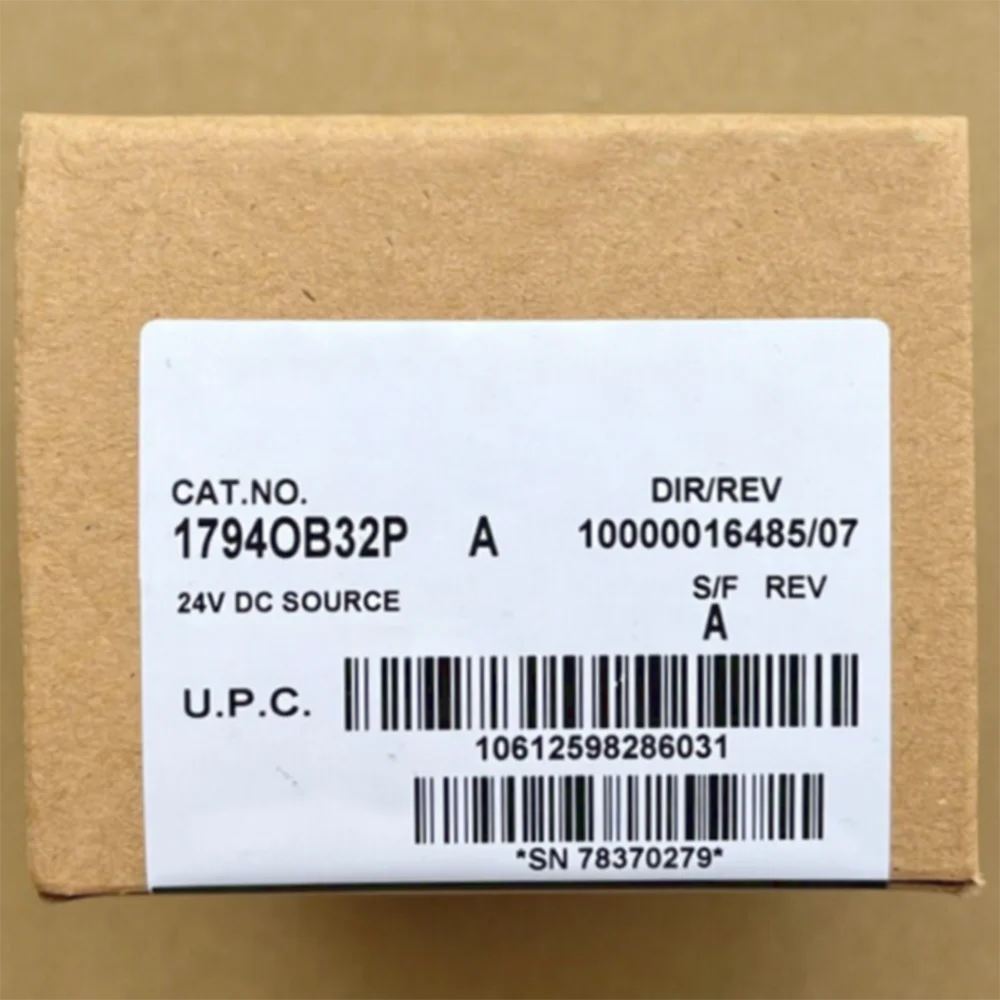 CAT.NO. DIR/REV
1794OB32P A 10000016485/07
24V DC SOURCE S/F REV
A
U.P.C.
10612598286031
*SN 78370279*